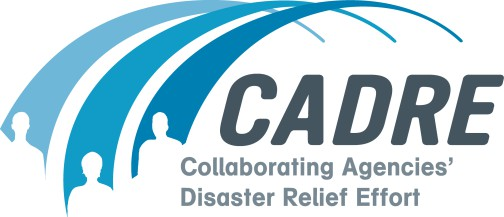 CADRE
Collaborating Agencies’
Disaster Relief Effort